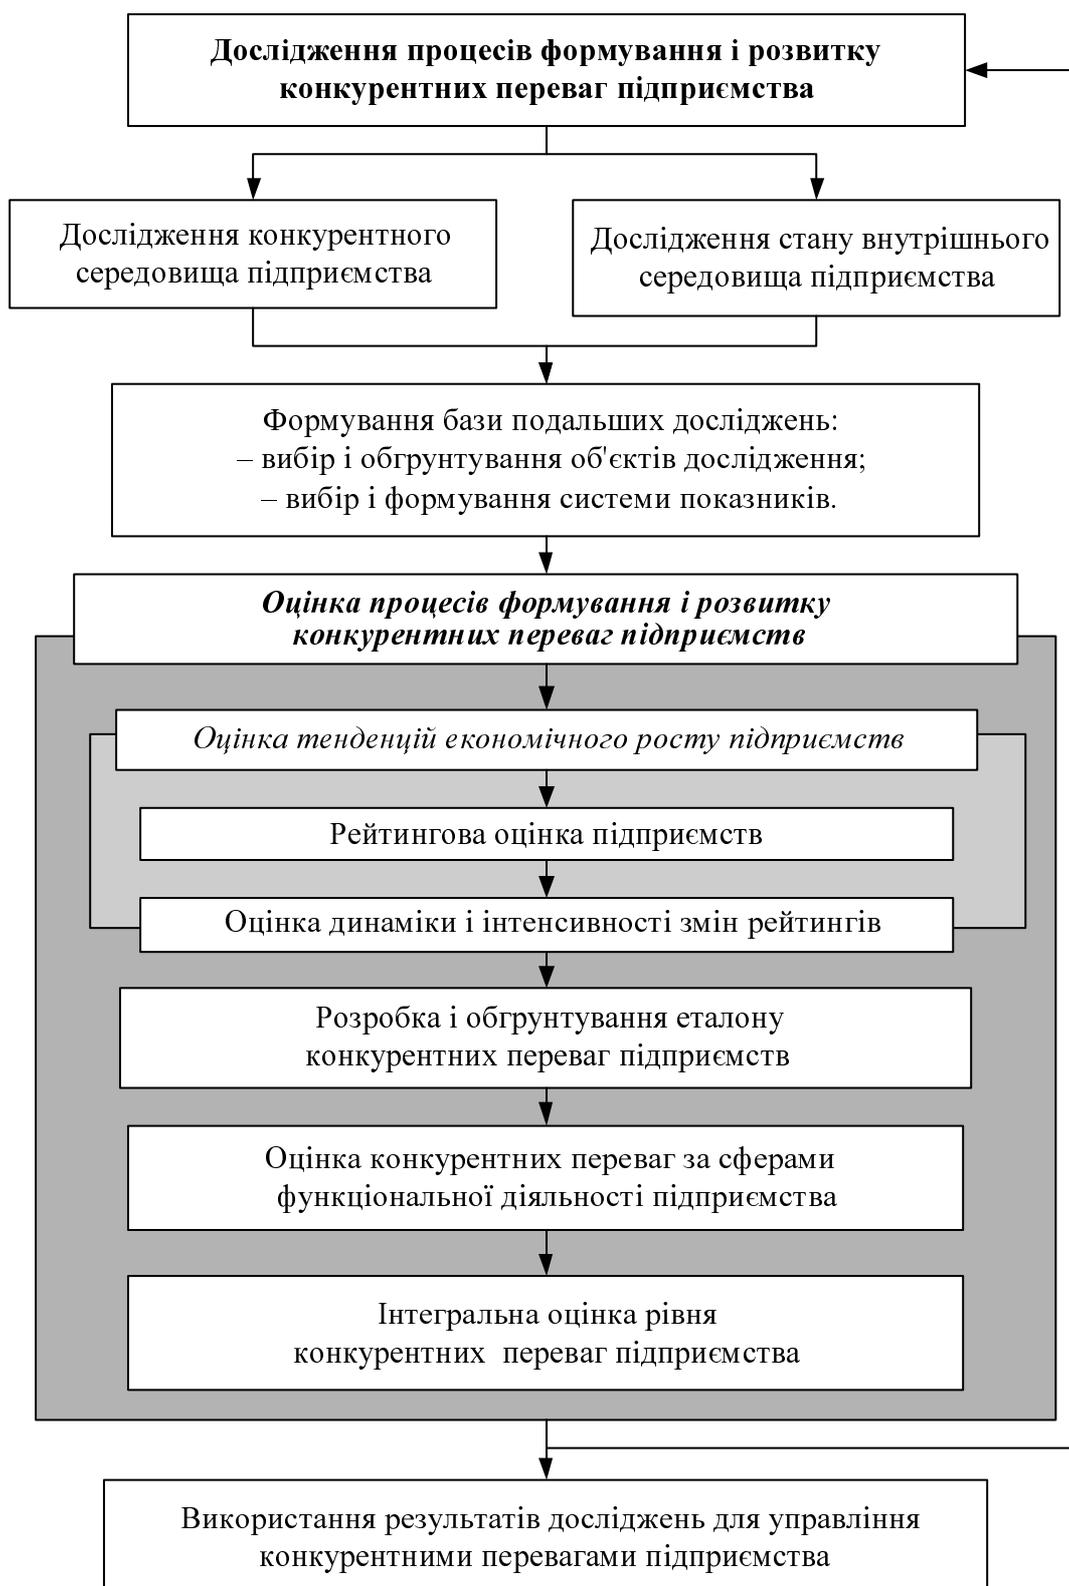 Дослідження процесів формування і розвитку
конкурентних переваг підприємства
Дослідження конкурентного
середовища підприємства
Дослідження стану внутрішнього
середовища підприємства
Формування бази подальших досліджень:
– вибір і обгрунтування об'єктів дослідження;
– вибір і формування системи показників.
Оцінка процесів формування і розвитку
конкурентних переваг підприємств
Оцінка тенденцій економічного росту підприємств
Рейтингова оцінка підприємств
Оцінка динаміки і інтенсивності змін рейтингів
Розробка і обгрунтування еталону
конкурентних переваг підприємств
Оцінка конкурентних переваг за сферами
функціональної діяльності підприємства
Інтегральна оцінка рівня
конкурентних  переваг підприємства
Використання результатів досліджень для управління
конкурентними перевагами підприємства